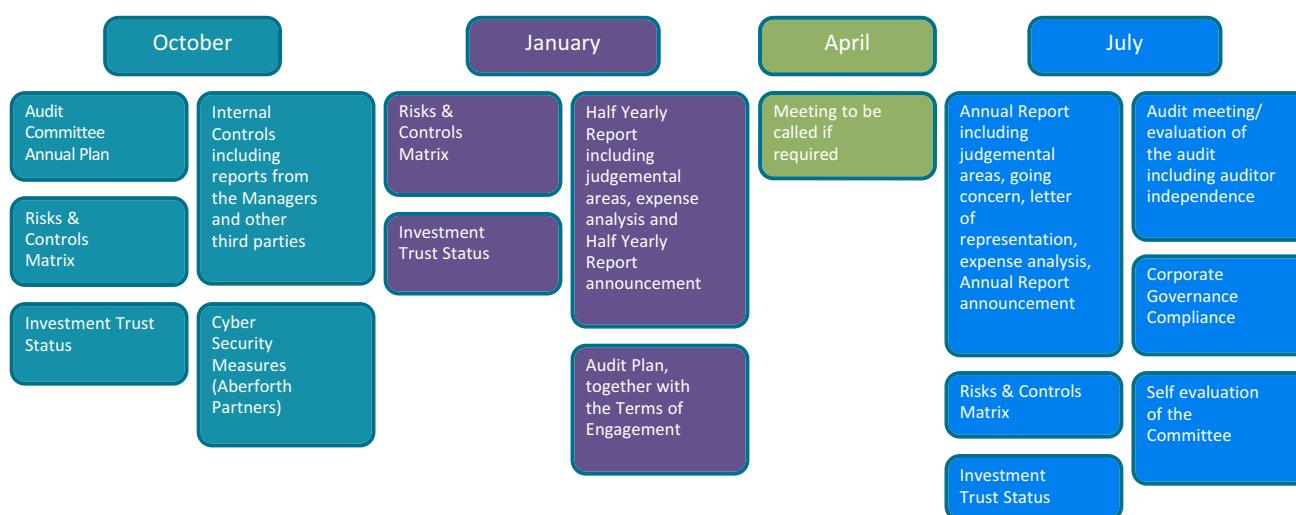 October
Audit
Committee
Annual Plan
Risks &
Controls
Matrix
Investment Trust
Status
Internal
Controls
including
reports from
the Managers
and other
third parties
Cyber
Security
Measures
(Aberforth
Partners)
January
Risks &
Controls
Matrix
Investment
Trust Status
Half Yearly
Report
including
judgemental
areas, expense
analysis and
Half Yearly
Report
announcement
Audit Plan,
together with
the Terms of
Engagement
April
Meeting to be
called if
required
July
Annual Report
including
judgemental
areas, going
concern, letter
of
representation,
expense analysis,
Annual Report
announcement
Risks & Controls
Matrix
Investment
Trust Status
Audit meeting/
evaluation of
the audit
including auditor
independence
Corporate
Governance
Compliance
Self evaluation
of the
Committee